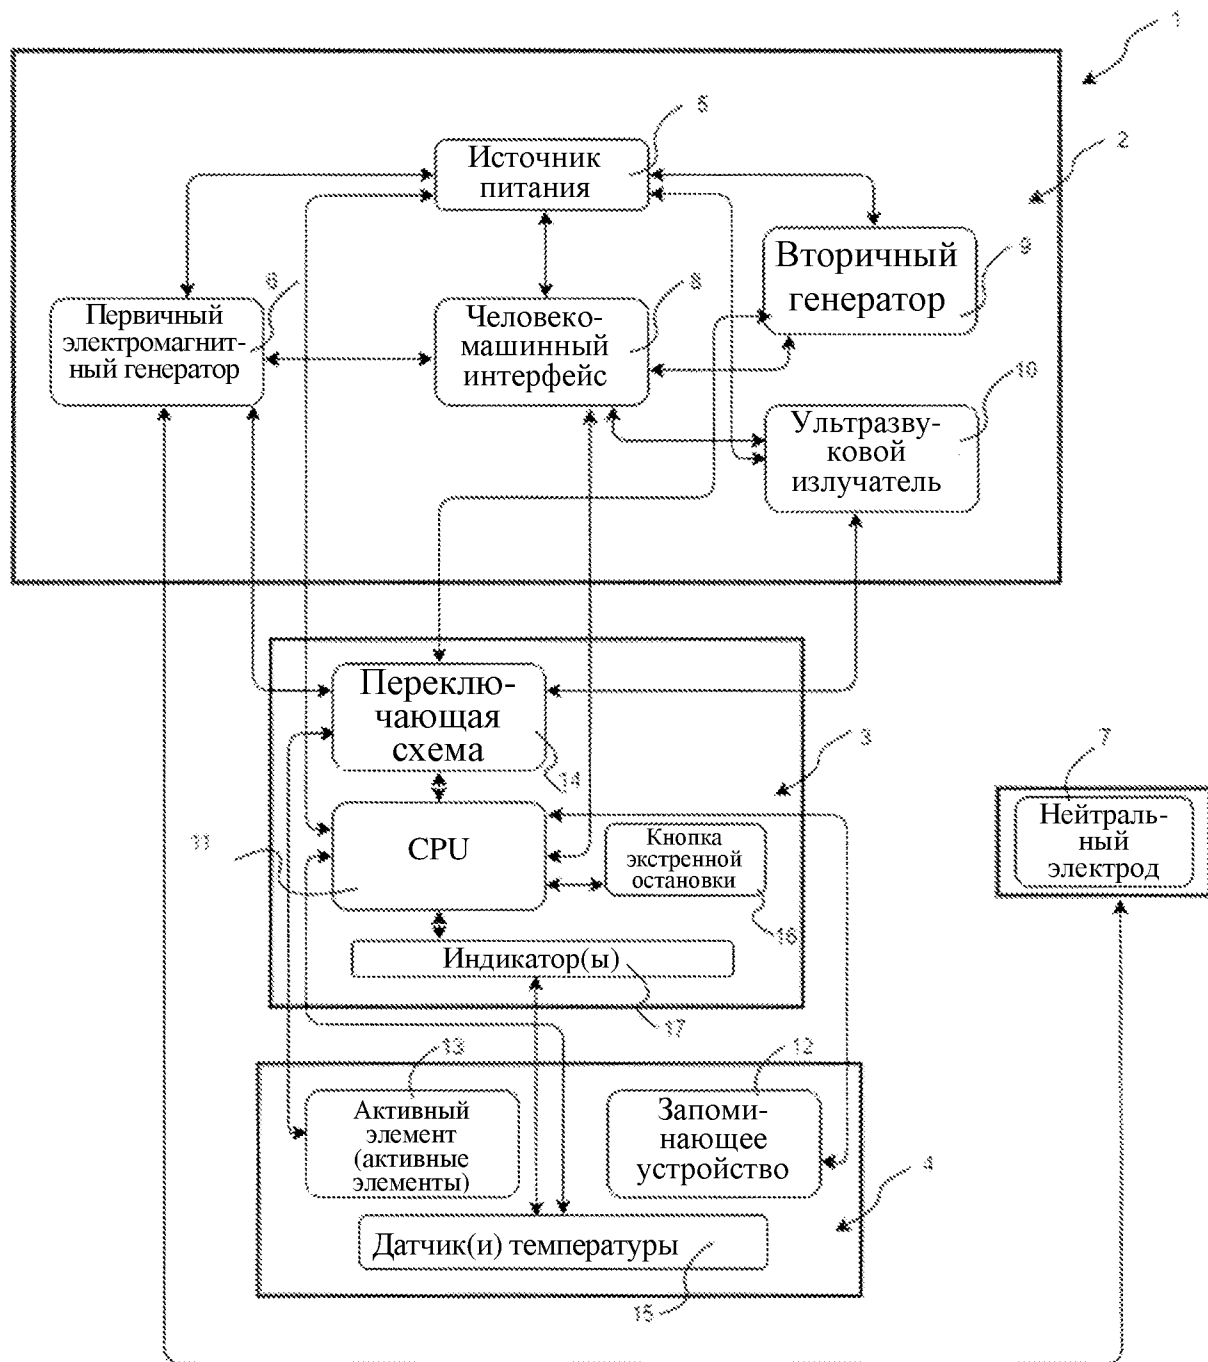 1
5
2
Источник
питания
Вторичный
генератор
9
6
8
Первичный
электромагнит-
ный генератор
Человеко-
машинный
интерфейс
10
Ультразву-
ковой
излучатель
Переклю-
чающая
схема
14
3
7
Нейтраль-
ный
электрод
11
CPU
Кнопка
экстренной
остановки
16
Индикатор(ы)
17
13
12
Активный
элемент
(активные
элементы)
Запоми-
нающее
устройство
4
Датчик(и) температуры
15